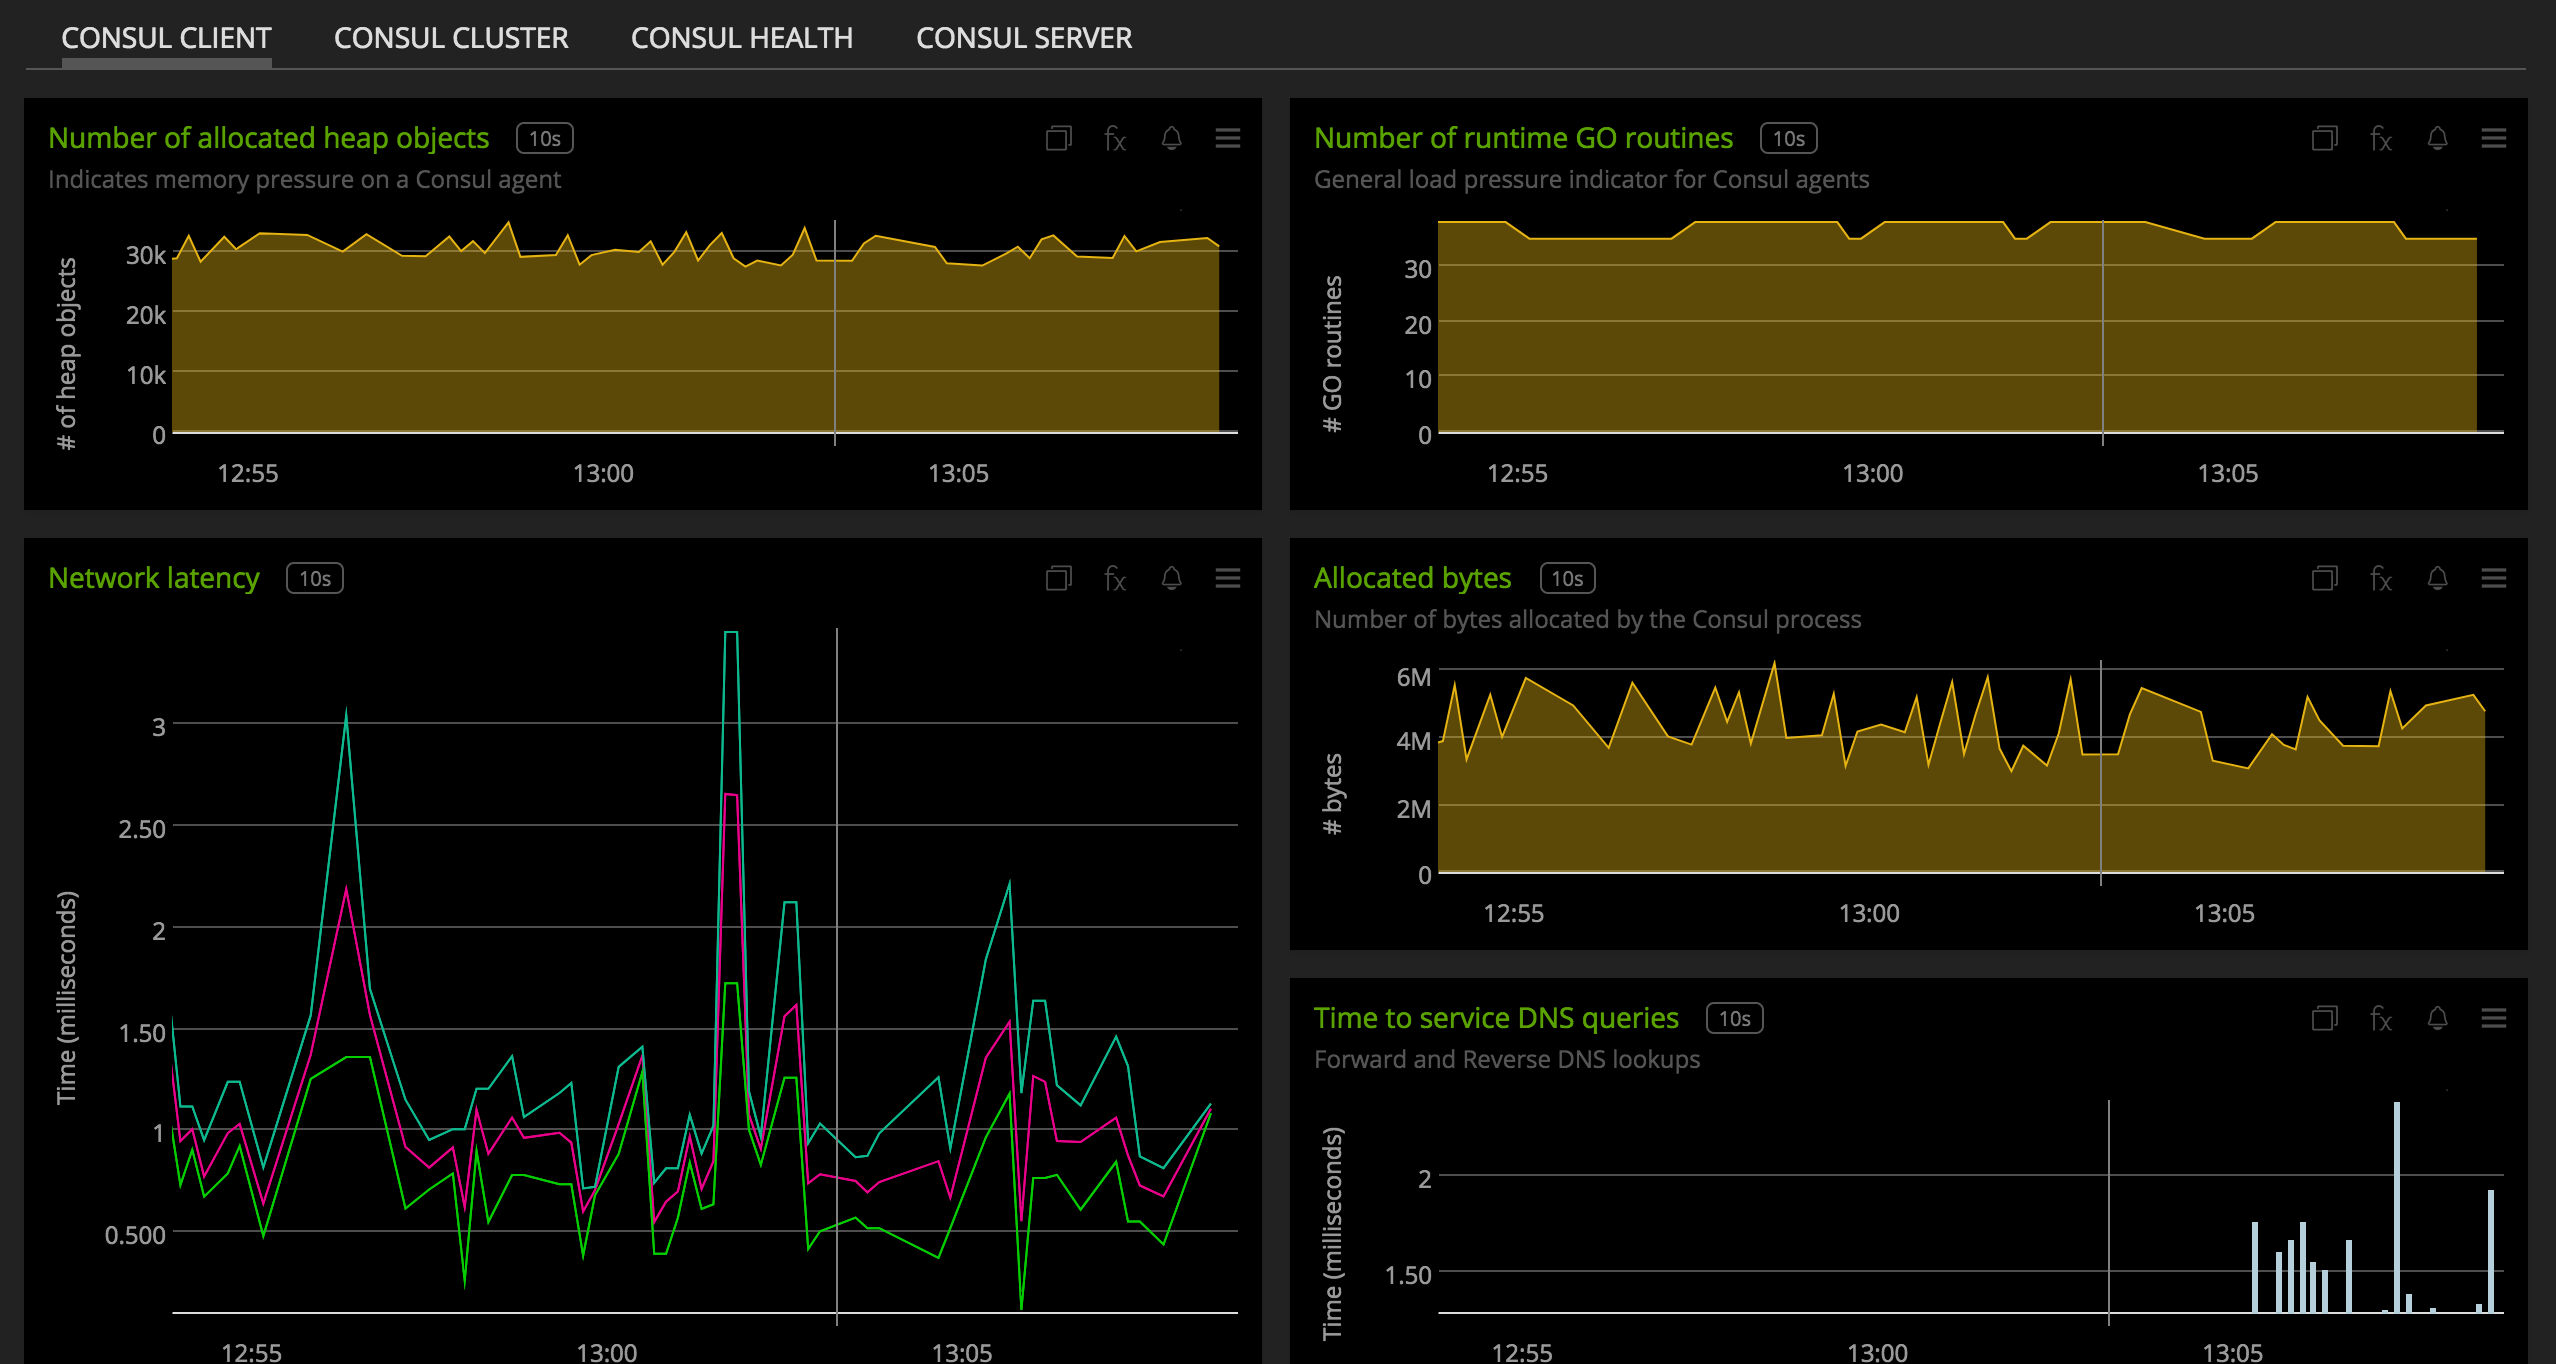 CONSUL CLIENT CONSUL CLUSTER CONSUL HEALTH CONSUL SERVER
Number of allocated heap objects 10s
Indicates memory pressure on a Consul agent
# of heap objects
30k
20k
10k
0
12:55 13:00 13:05
Number of runtime GO routines 10s
General load pressure indicator for Consul agents
# GO routines
30
20
10
0
12:55 13:00 13:05
Network latency 10s
Time (milliseconds)
3
2.50
2
1.50
1
0.500
12:55 13:00 13:05
Allocated bytes 10s
Number of bytes allocated by the Consul process
# bytes
6M
4M
2M
0
12:55 13:00 13:05
Time to service DNS queries 10s
Forward and Reverse DNS lookups
Time (milliseconds)
2
1.50
12:55 13:00 13:05